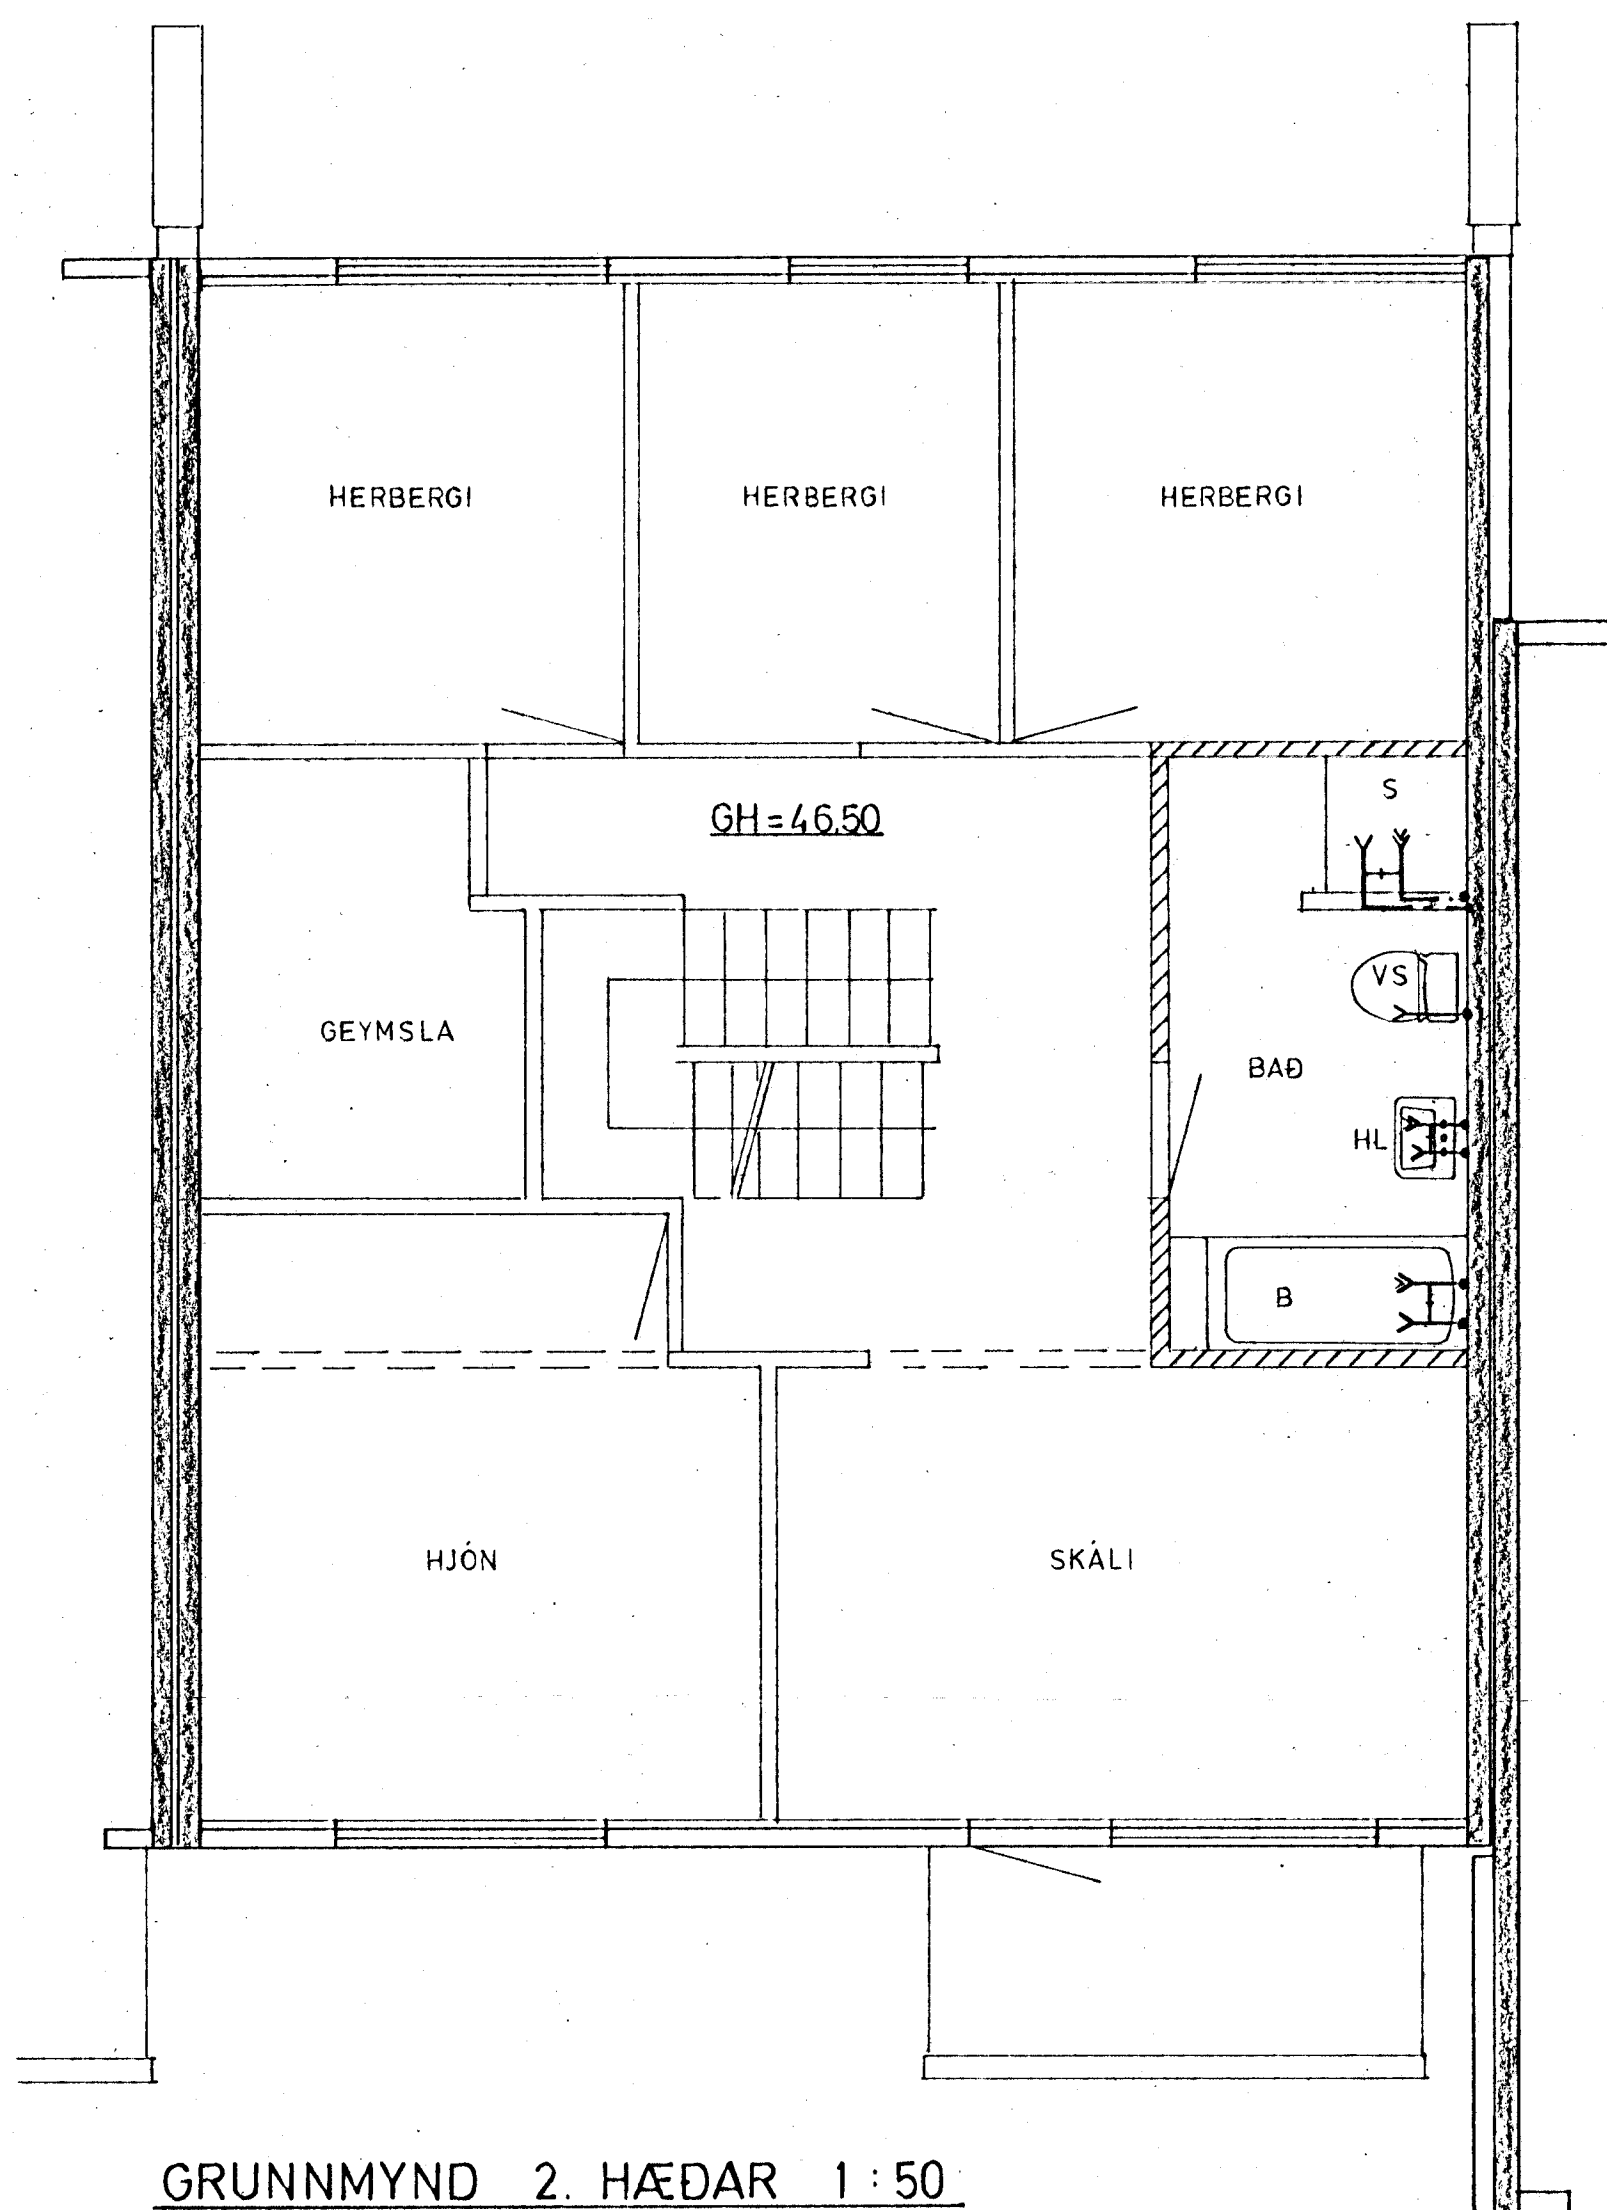 HERBERGI
HERBERGI
HERBERGI
GH=46,50
S
VS
GEYMSLA
BAÐ
HL
B
HJÓN
SKÁLI
GRUNNMYND 2. HÆÐAR 1:50